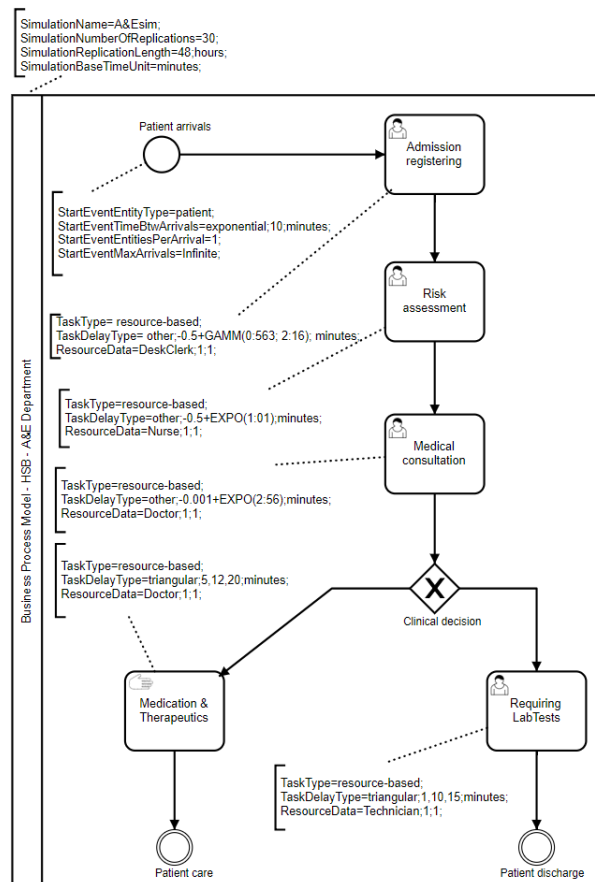 SimulationName=A&Esim;
SimulationNumberOfReplications=30;
SimulationReplicationLength=48;hours;
SimulationBaseTimeUnit=minutes;
Business Process Model - HSB - A&E Department
Patient arrivals
Admission
registering
StartEventEntityType=patient;
StartEventTimeBtwArrivals=exponential;10;minutes;
StartEventEntitiesPerArrival=1;
StartEventMaxArrivals=Infinite;
Risk
assessment
TaskType= resource-based;
TaskDelayType= other;-0.5+GAMM(0:563; 2:16); minutes;
ResourceData=DeskClerk;1;1;
TaskType=resource-based;
TaskDelayType=other;-0.5+EXPO(1:01);minutes;
ResourceData=Nurse;1;1;
Medical
consultation
TaskType=resource-based;
TaskDelayType=other;-0.001+EXPO(2:56);minutes;
ResourceData=Doctor;1;1;
TaskType=resource-based;
TaskDelayType=triangular;5,12,20;minutes;
ResourceData=Doctor;1;1;
X
Clinical decision
Medication &
Therapeutics
Requiring
LabTests
TaskType=resource-based;
TaskDelayType=triangular;1,10,15;minutes;
ResourceData=Technician;1;1;
Patient care
Patient discharge